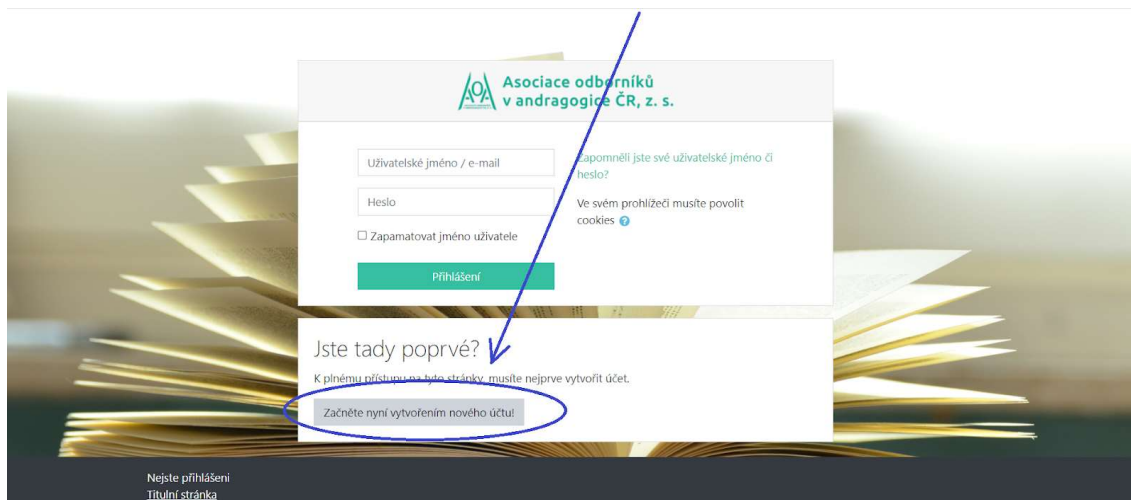 Asociace odborníků
v andragogice ČR, z. s.
Uživatelské jméno / e-mail
Heslo
Zapamatovat jméno uživatele
Přihlášení
Zapomněli jste své uživatelské jméno či
heslo?
Ve svém prohlížeči musíte povolit
cookies
Jste tady poprvé?
K plnému přístupu na tyto stránky, musíte nejprve vytvořit účet.
Začněte nyní vytvořením nového účtu!
Nejste přihlášeni
Titulní stránka